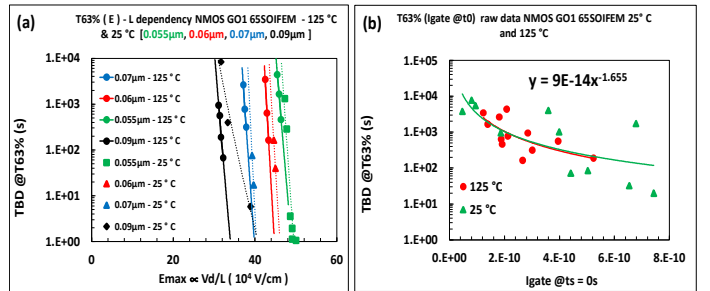 (a)
T63% ( E ) - L dependency NMOS GO1 65SOIFEM - 125 °C
& 25 °C [0.055µm, 0.06µm, 0.07µm, 0.09µm]
TBD @T63% (s)
1.E+04
1.E+03
1.E+02
1.E+01
1.E+00
0.07µm - 125 °C
0.06µm - 125 °C
0.055µm - 125 °C
0.09µm - 125 °C
0.055µm - 25 °C
0.06µm - 25 °C
0.07µm - 25 °C
0.09µm - 25 °C
0
20
40
60
Emax ∝ Vd/L ( 10⁴ V/cm)
(b)
T63% (Igate @t0) raw data NMOS GO1 65SOIFEM 25° C
and 125 °C
y = 9E-14x^-1.655
TBD @T63% (s)
1.E+05
1.E+04
1.E+03
1.E+02
1.E+01
1.E+00
125 °C
25 °C
0.E+00
2.E-10
4.E-10
6.E-10
8.E-10
Igate @ts = 0s